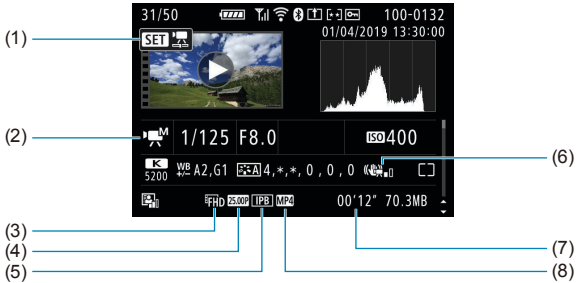 31/50 100-0132
(1) SET 01/04/2019 13:30:00
(2) M 1/125 F8.0 ISO400
K 5200 WB +/- A2,G1 A 4,*,*, 0, 0, 0 (6)
FHD 25.00P IPB MP4 00'12" 70.3MB
(3) (7)
(4)
(5) (8)